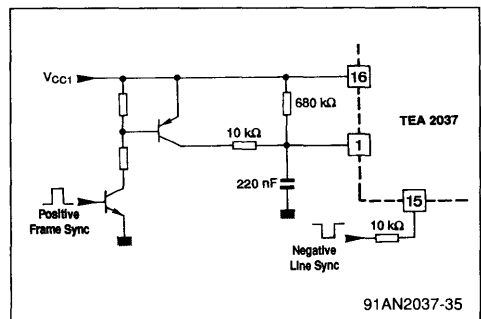 VCC1
16
680 kΩ
TEA 2037
10 kΩ
1
220 nF
15
Positive
Frame Sync
10 kΩ
Negative
Line Sync
91AN2037-35